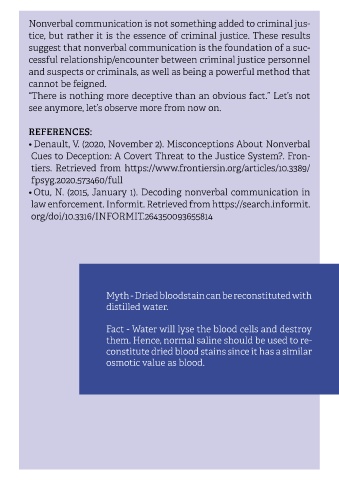 Nonverbal communication is not something added to criminal jus-
tice, but rather it is the essence of criminal justice. These results
suggest that nonverbal communication is the foundation of a suc-
cessful relationship/encounter between criminal justice personnel
and suspects or criminals, as well as being a powerful method that
cannot be feigned.
“There is nothing more deceptive than an obvious fact.” Let’s not
see anymore, let’s observe more from now on.
REFERENCES:
• Denault, V. (2020, November 2). Misconceptions About Nonverbal
Cues to Deception: A Covert Threat to the Justice System?. Fron-
tiers. Retrieved from https://www.frontiersin.org/articles/10.3389/
fpsyg.2020.573460/full
• Otu, N. (2015, January 1). Decoding nonverbal communication in
law enforcement. Informit. Retrieved from https://search.informit.
org/doi/10.3316/INFORMIT.264350093655814
Myth - Dried bloodstain can be reconstituted with
distilled water.
Fact - Water will lyse the blood cells and destroy
them. Hence, normal saline should be used to re-
constitute dried blood stains since it has a similar
osmotic value as blood.